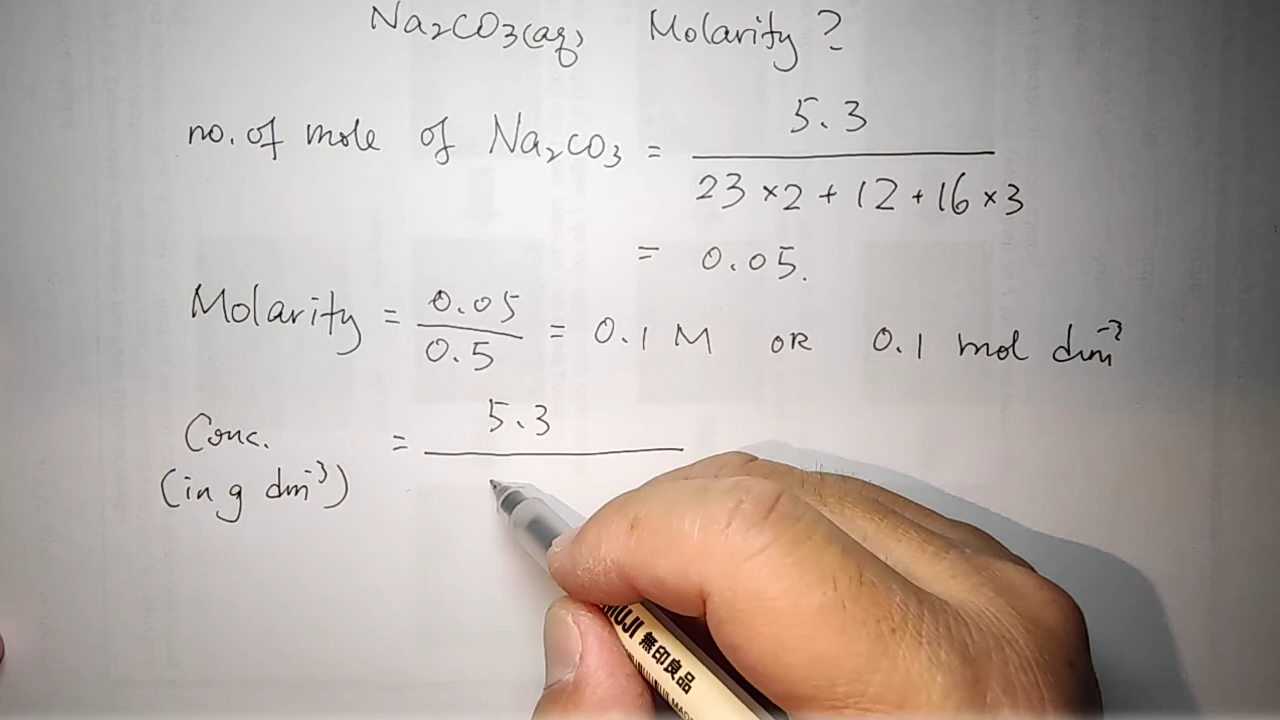 Na₂CO₃(aq) Molarity?
5.3
no. of mole of Na₂CO₃ = ―――
23 × 2 + 12 + 16 × 3
= 0.05.
0.05
Molarity = ――― = 0.1 M OR 0.1 mol dm⁻³
0.5
5.3
Conc. = ―――
(in g dm⁻³)
MUJI 無印良品